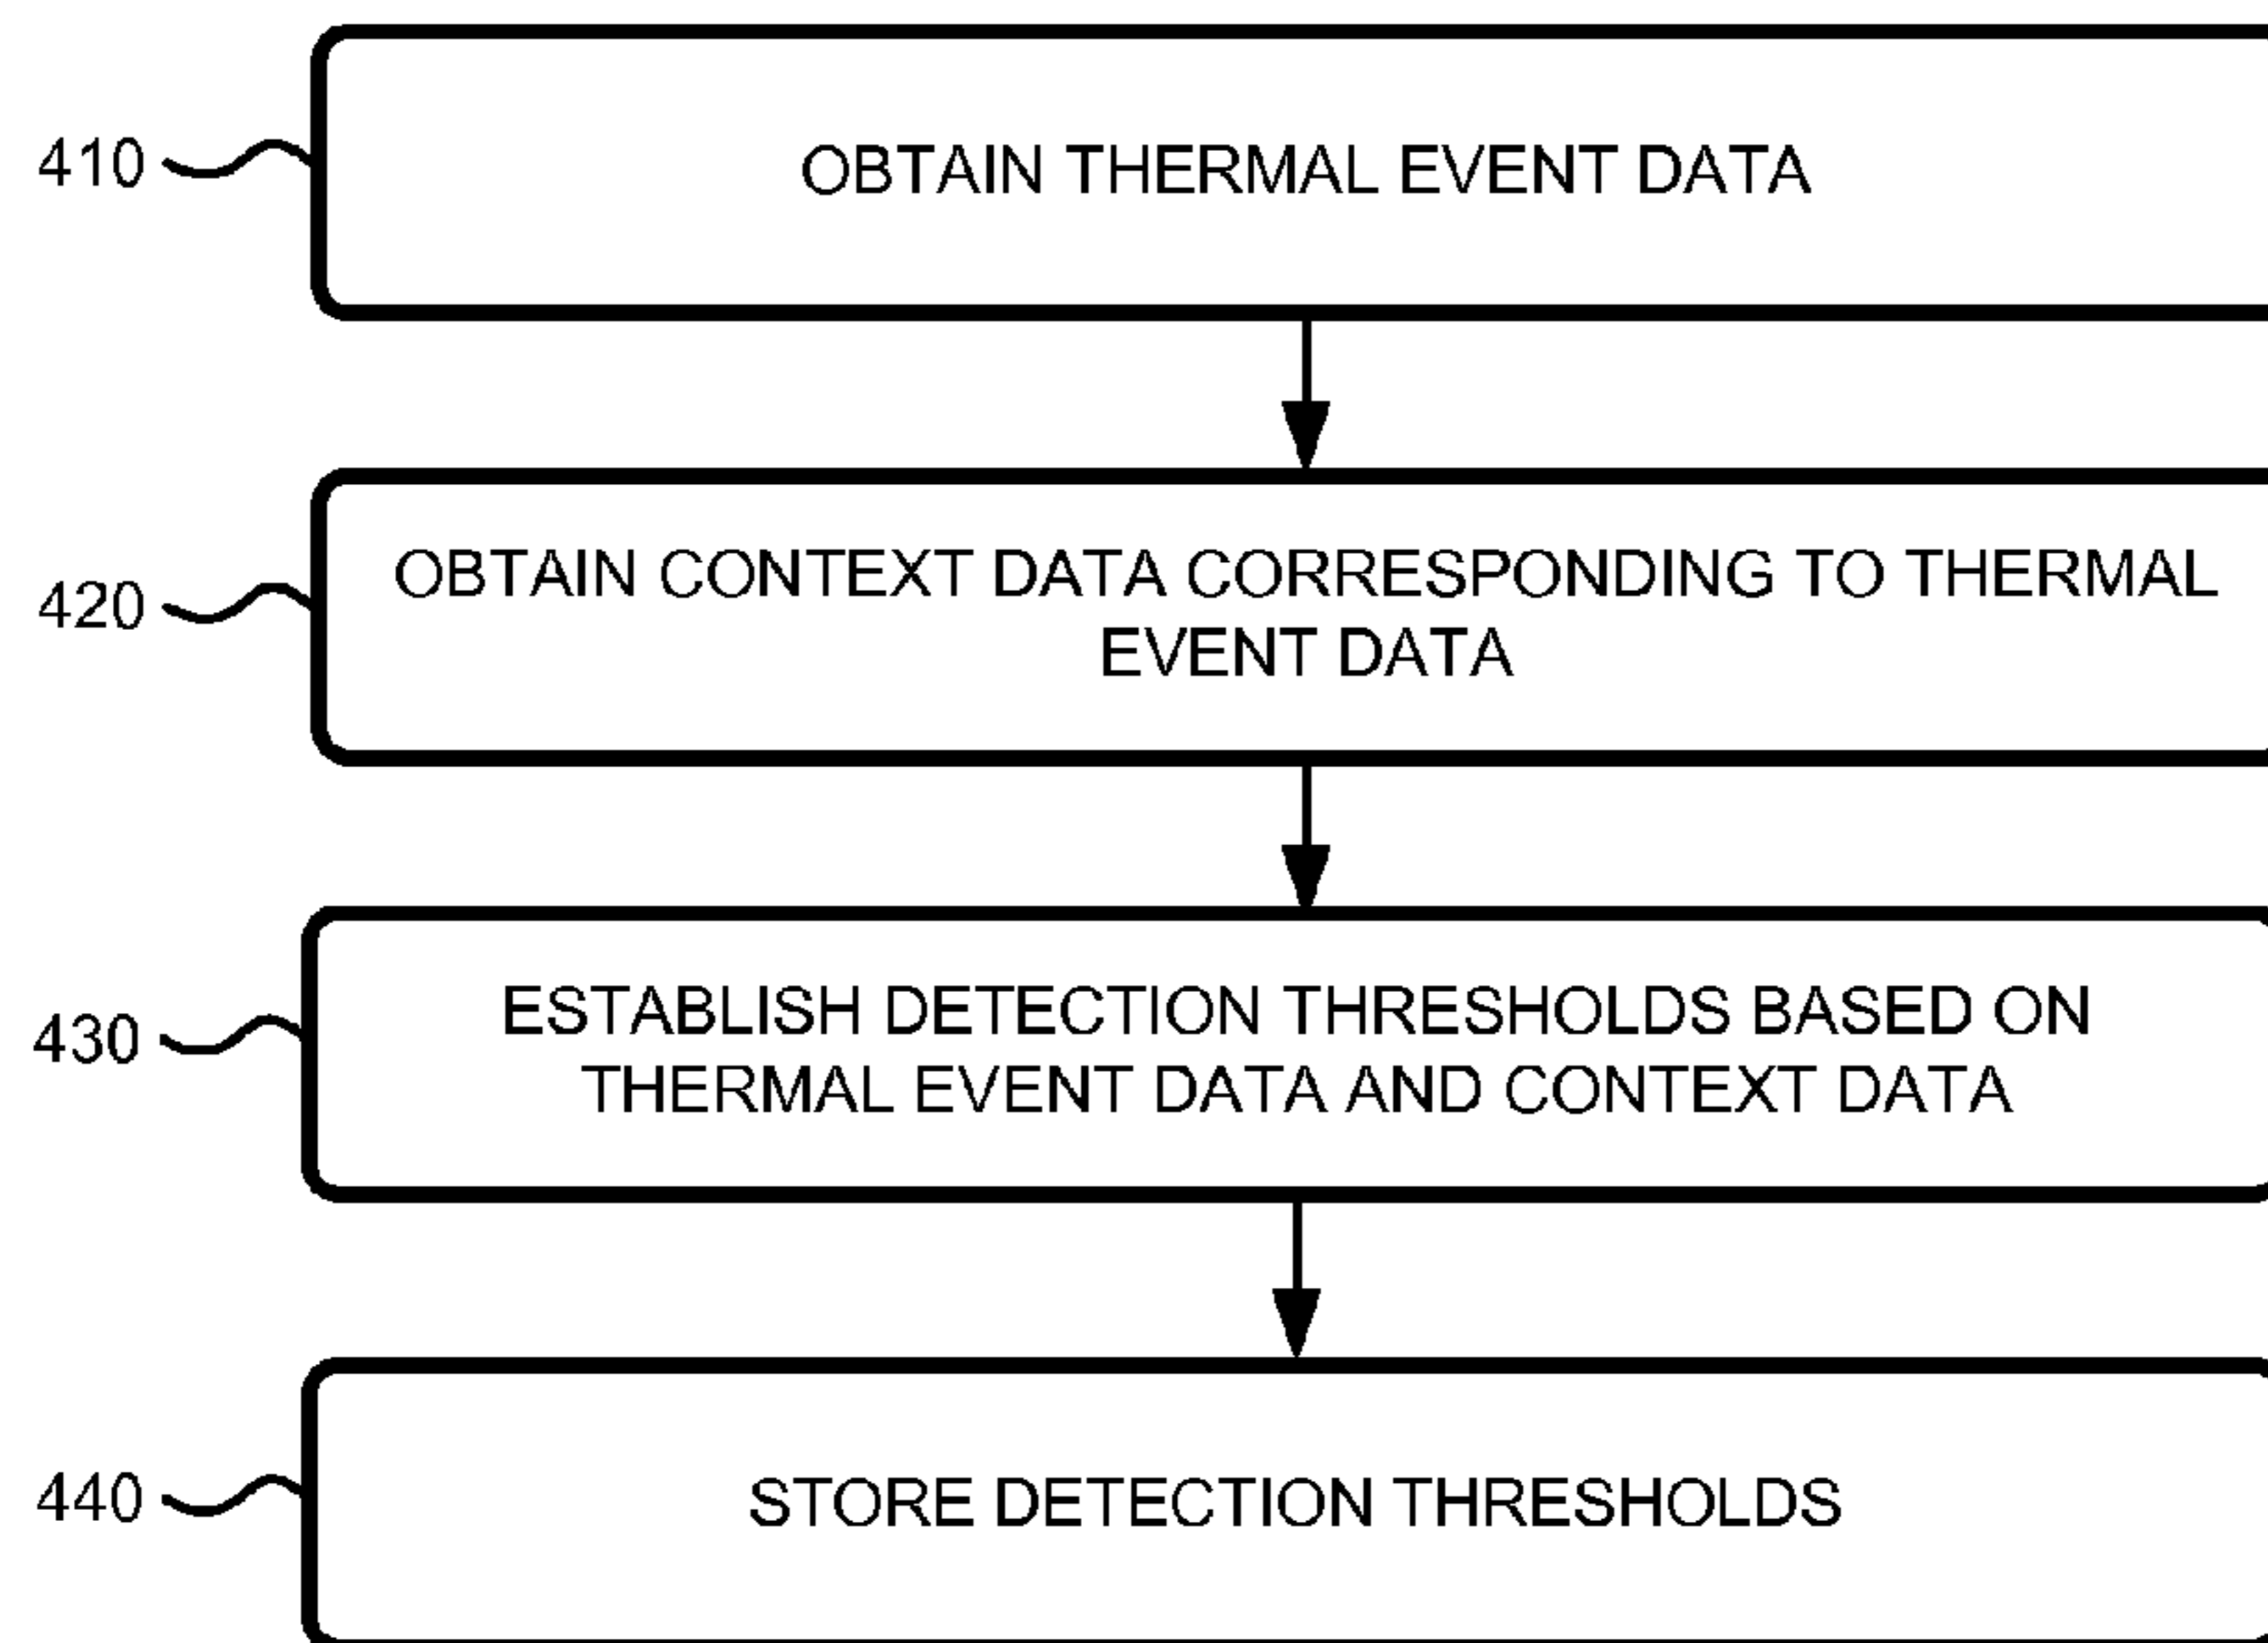 410
OBTAIN THERMAL EVENT DATA
420
OBTAIN CONTEXT DATA CORRESPONDING TO THERMAL
EVENT DATA
430
ESTABLISH DETECTION THRESHOLDS BASED ON
THERMAL EVENT DATA AND CONTEXT DATA
440
STORE DETECTION THRESHOLDS